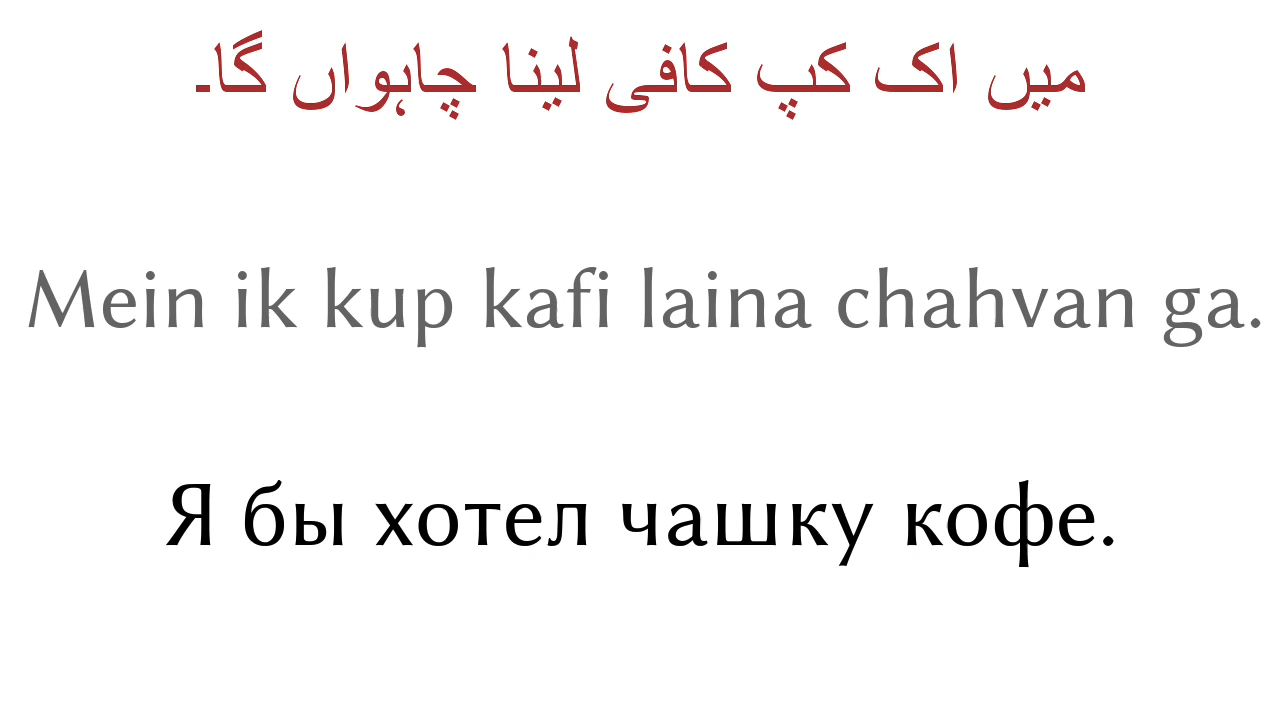 میں اک کپ کافی لینا چاہواں گا۔
Mein ik kup kafi laina chahvan ga.
Я бы хотел чашку кофе.